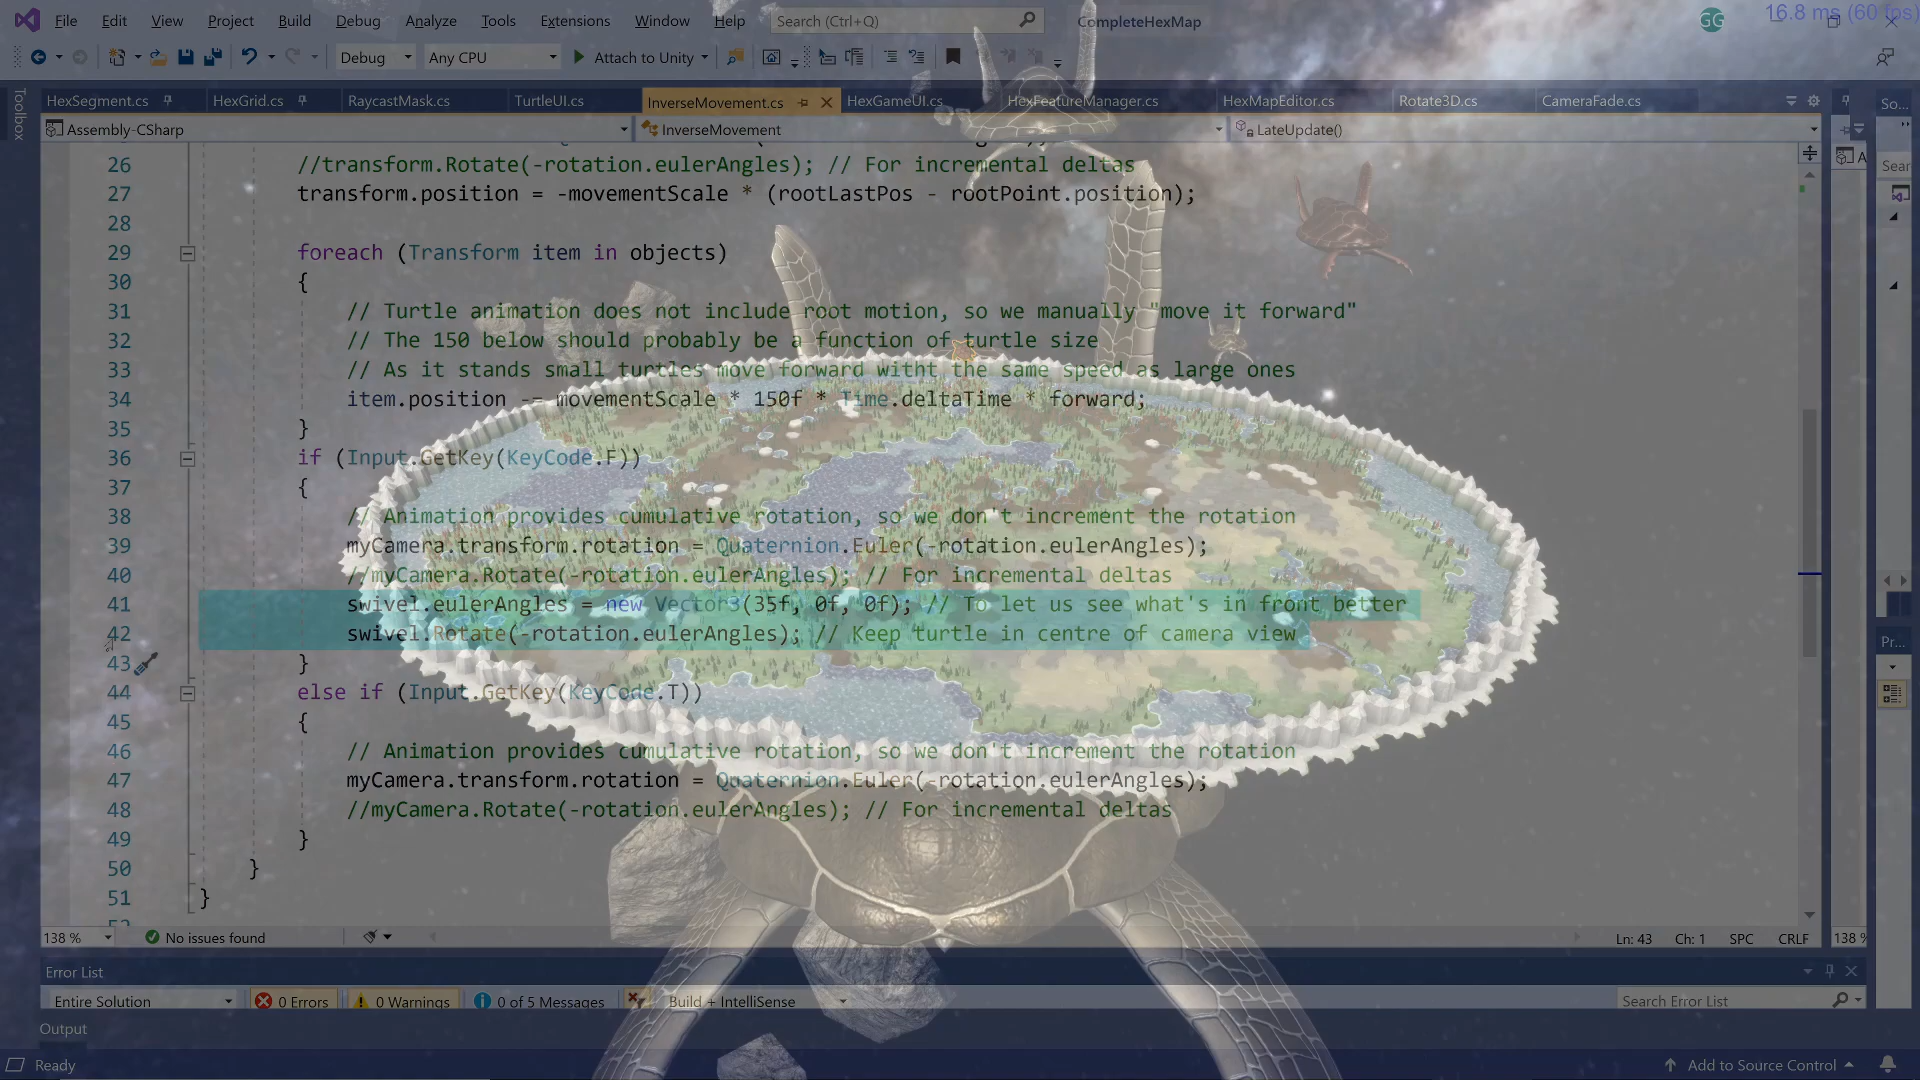 File Edit View Project Build Debug Analyze Tools Extensions Window Help Search (Ctrl+Q) CompleteHexMap GG 16.8 ms (60 fps)
Debug Any CPU Attach to Unity
Toolbox
HexSegment.cs HexGrid.cs RaycastMask.cs TurtleUI.cs InverseMovement.cs HexGameUI.cs HexFeatureManager.cs HexMapEditor.cs Rotate3D.cs CameraFade.cs So...
Assembly-CSharp InverseMovement LateUpdate()
26 //transform.Rotate(-rotation.eulerAngles); // For incremental deltas
27 transform.position = -movementScale * (rootLastPos - rootPoint.position);
28
29 foreach (Transform item in objects)
30 {
31 // Turtle animation does not include root motion, so we manually "move it forward"
32 // The 150 below should probably be a function of turtle size
33 // As it stands small turtles move forward witht the same speed as large ones
34 item.position -= movementScale * 150f * Time.deltaTime * forward;
35 }
36 if (Input.GetKey(KeyCode.F))
37 {
38 // Animation provides cumulative rotation, so we don't increment the rotation
39 myCamera.transform.rotation = Quaternion.Euler(-rotation.eulerAngles);
40 //myCamera.Rotate(-rotation.eulerAngles); // For incremental deltas
41 swivel.eulerAngles = new Vector3(35f, 0f, 0f); // To let us see what's in front better
42 swivel.Rotate(-rotation.eulerAngles); // Keep turtle in centre of camera view
43 }
44 else if (Input.GetKey(KeyCode.T))
45 {
46 // Animation provides cumulative rotation, so we don't increment the rotation
47 myCamera.transform.rotation = Quaternion.Euler(-rotation.eulerAngles);
48 //myCamera.Rotate(-rotation.eulerAngles); // For incremental deltas
49 }
50 }
51 }
Sear
Pr...
138 % No issues found Ln: 43 Ch: 1 SPC CRLF 138 %
Error List
Entire Solution 0 Errors 0 Warnings 0 of 5 Messages Build + IntelliSense Search Error List
Output
Ready Add to Source Control